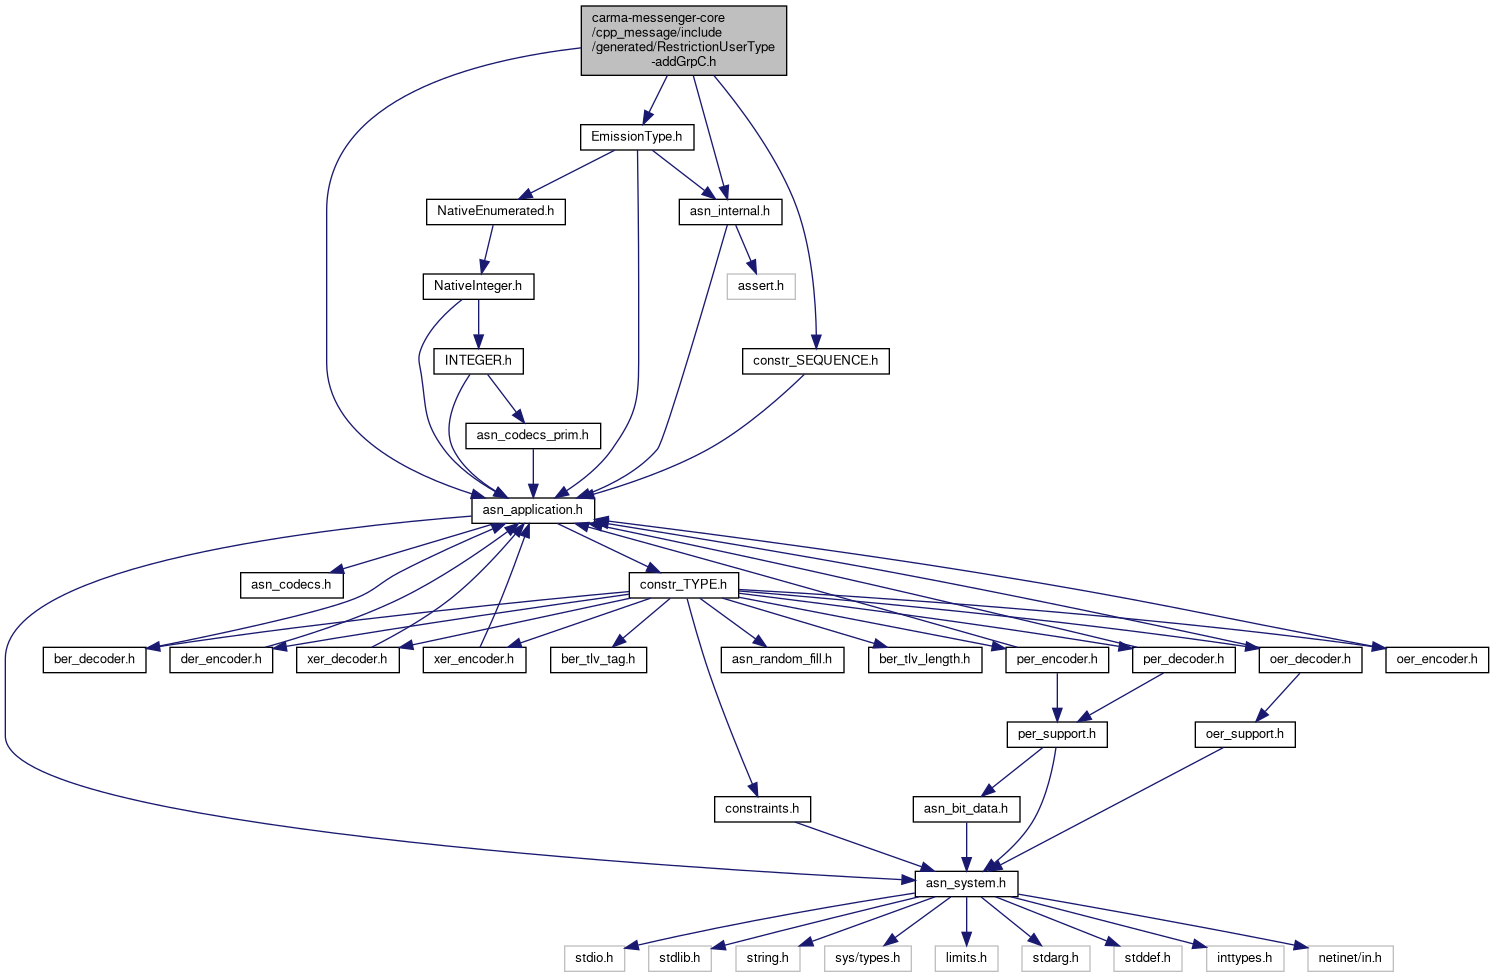 carma-messenger-core
/cpp_message/include
/generated/RestrictionUserType
-addGrpC.h
EmissionType.h
NativeEnumerated.h
asn_internal.h
NativeInteger.h
assert.h
INTEGER.h
constr_SEQUENCE.h
asn_codecs_prim.h
asn_application.h
asn_codecs.h
constr_TYPE.h
ber_decoder.h
der_encoder.h
xer_decoder.h
xer_encoder.h
ber_tlv_tag.h
asn_random_fill.h
ber_tlv_length.h
per_encoder.h
per_decoder.h
oer_decoder.h
oer_encoder.h
per_support.h
oer_support.h
constraints.h
asn_bit_data.h
asn_system.h
stdio.h
stdlib.h
string.h
sys/types.h
limits.h
stdarg.h
stddef.h
inttypes.h
netinet/in.h